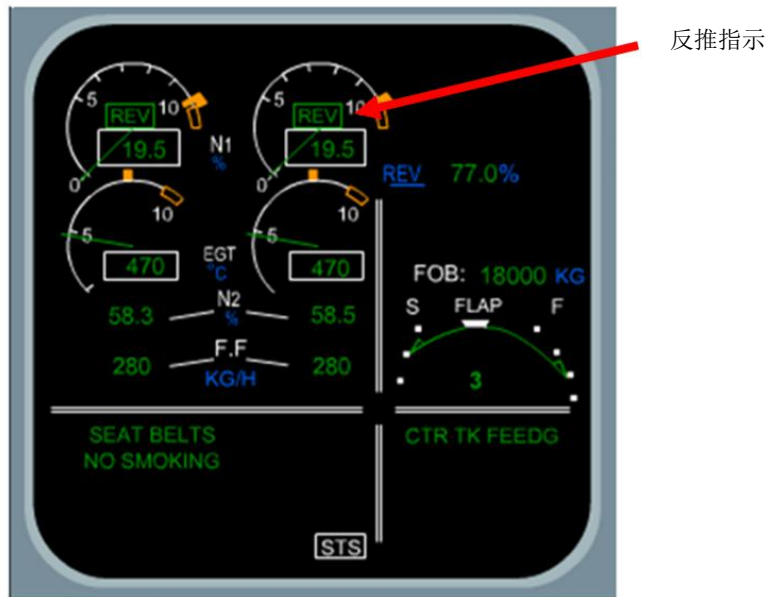 反推指示
5
10
REV
19.5
0
N1
%
5
10
REV
19.5
0
REV 77.0%
5
10
470
EGT
°C
5
10
470
FOB: 18000 KG
58.3
N2
%
58.5
S FLAP F
280
F.F
KG/H
280
3
SEAT BELTS
NO SMOKING
CTR TK FEEDG
STS